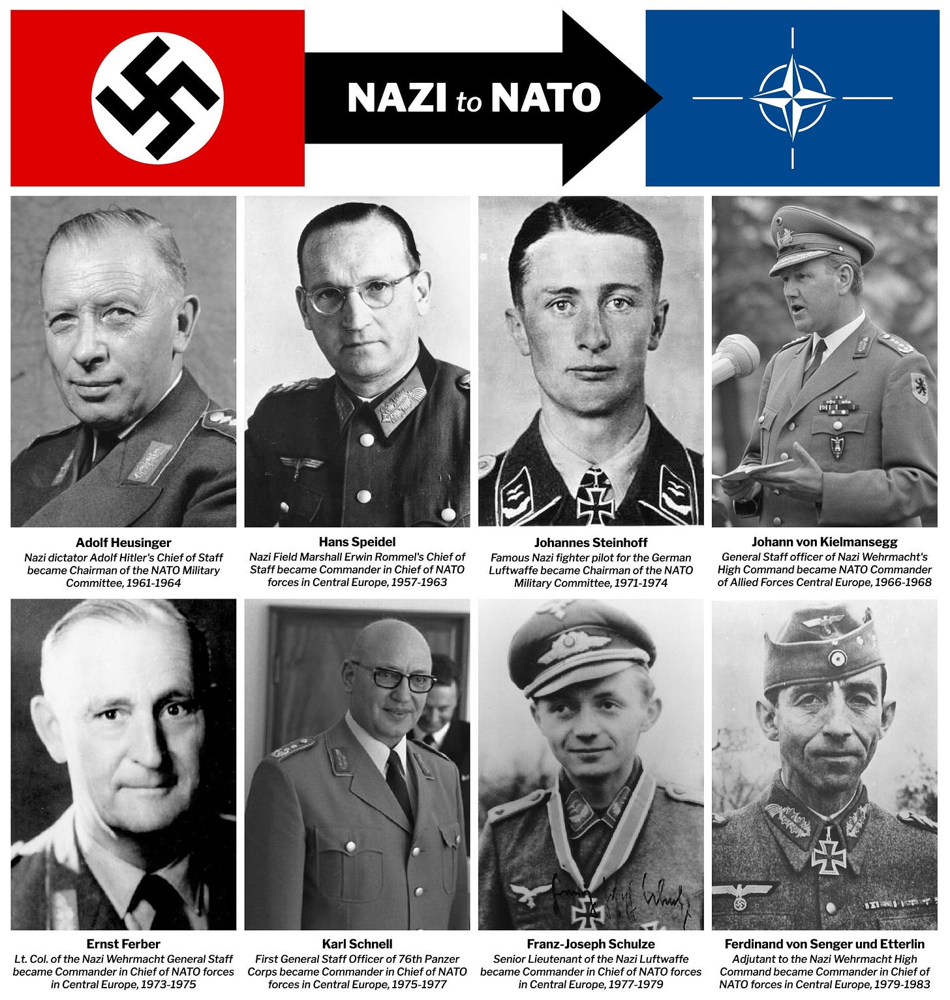 NAZI to NATO
Adolf Heusinger
Nazi dictator Adolf Hitler's Chief of Staff
became Chairman of the NATO Military
Committee, 1961-1964
Hans Speidel
Nazi Field Marshall Erwin Rommel's Chief of
Staff became Commander in Chief of NATO
forces in Central Europe, 1957-1963
Johannes Steinhoff
Famous Nazi fighter pilot for the German
Luftwaffe became Chairman of the NATO
Military Committee, 1971-1974
Johann von Kielmansegg
General Staff officer of Nazi Wehrmacht's
High Command became NATO Commander
of Allied Forces Central Europe, 1966-1968
Ernst Ferber
Lt. Col. of the Nazi Wehrmacht General Staff
became Commander in Chief of NATO forces
in Central Europe, 1973-1975
Karl Schnell
First General Staff Officer of 76th Panzer
Corps became Commander in Chief of NATO
forces in Central Europe, 1975-1977
Franz-Joseph Schulze
Senior Lieutenant of the Nazi Luftwaffe
became Commander in Chief of NATO forces
in Central Europe, 1977-1979
Ferdinand von Senger und Etterlin
Adjutant to the Nazi Wehrmacht High
Command became Commander in Chief of
NATO forces in Central Europe, 1979-1983